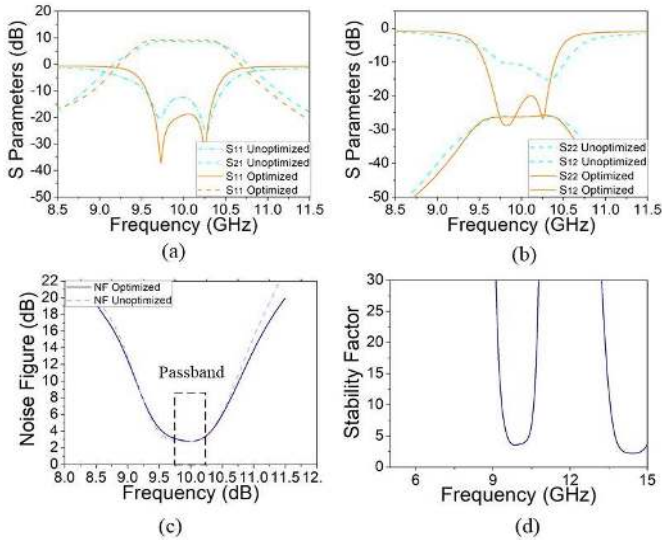 S Parameters (dB)
20
10
0
-10
-20
-30
-40
-50
S11 Unoptimized
S21 Unoptimized
S11 Optimized
S11 Optimized
8.5 9.0 9.5 10.0 10.5 11.0 11.5
Frequency (GHz)
(a)
S Parameters (dB)
10
0
-10
-20
-30
-40
-50
S22 Unoptimized
S12 Unoptimized
S22 Optimized
S12 Optimized
8.5 9.0 9.5 10.0 10.5 11.0 11.5
Frequency (GHz)
(b)
Noise Figure (dB)
22
20
18
16
14
12
10
8
6
4
2
0
NF Optimized
NF Unoptimized
Passband
8.0 8.5 9.0 9.5 10.0 10.5 11.0 11.5 12.
Frequency (dB)
(c)
Stability Factor
30
25
20
15
10
5
0
6 9 12 15
Frequency (GHz)
(d)